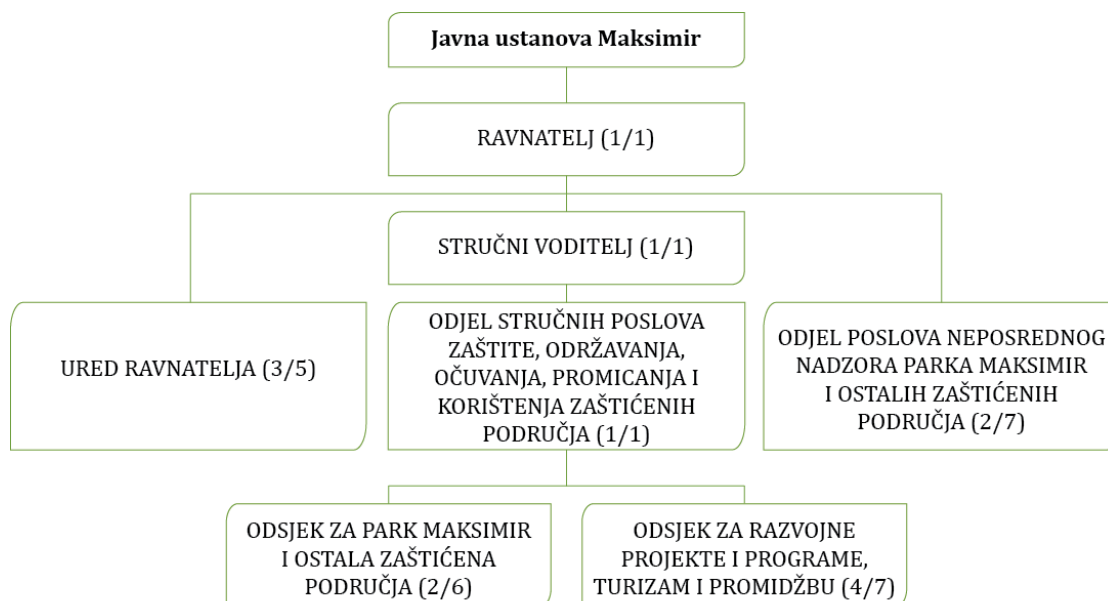 Javna ustanova Maksimir
RAVNATELJ (1/1)
STRUČNI VODITELJ (1/1)
URED RAVNATELJA (3/5)
ODJEL STRUČNIH POSLOVA
ZAŠTITE, ODRŽAVANJA,
OČUVANJA, PROMICANJA I
KORIŠTENJA ZAŠTIĆENIH
PODRUČJA (1/1)
ODJEL POSLOVA NEPOSREDNOG
NADZORA PARKA MAKSIMIR
I OSTALIH ZAŠTIĆENIH
PODRUČJA (2/7)
ODSJEK ZA PARK MAKSIMIR
I OSTALA ZAŠTIĆENA
PODRUČJA (2/6)
ODSJEK ZA RAZVOJNE
PROJEKTE I PROGRAME,
TURIZAM I PROMIDŽBU (4/7)